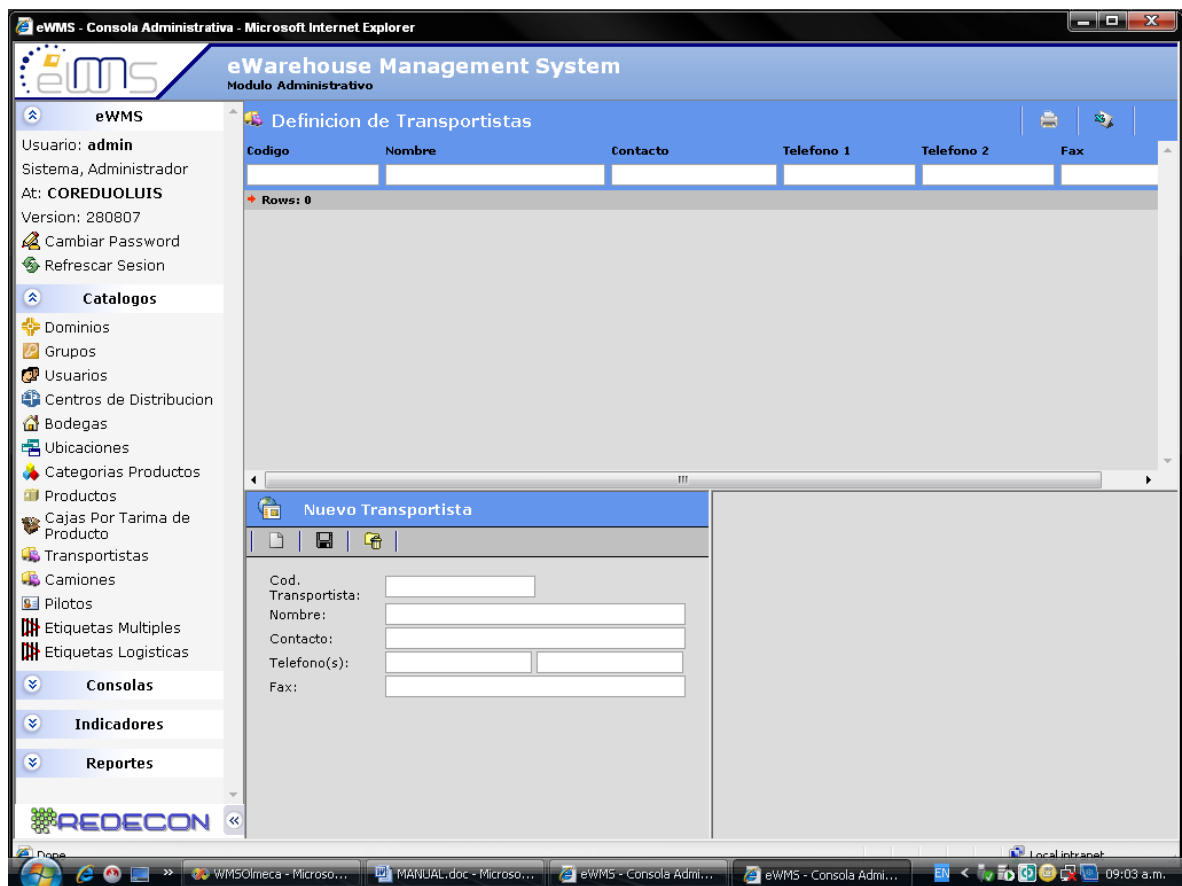 eWMS - Consola Administrativa - Microsoft Internet Explorer
eWMS
eWarehouse Management System
Modulo Administrativo
eWMS
Usuario: admin
Sistema, Administrador
At: COREDUOLUIS
Version: 280807
Cambiar Password
Refrescar Sesion
Catalogos
Dominios
Grupos
Usuarios
Centros de Distribucion
Bodegas
Ubicaciones
Categorias Productos
Productos
Cajas Por Tarima de
Producto
Transportistas
Camiones
Pilotos
Etiquetas Multiples
Etiquetas Logisticas
Consolas
Indicadores
Reportes
REDECON
Definicion de Transportistas
Codigo Nombre Contacto Telefono 1 Telefono 2 Fax
Rows: 0
Nuevo Transportista
Cod.
Transportista:
Nombre:
Contacto:
Telefono(s):
Fax:
Done Local intranet
WMSOlmeca - Microso... MANUAL.doc - Microso... eWMS - Consola Admi... eWMS - Consola Admi... EN 09:03 a.m.